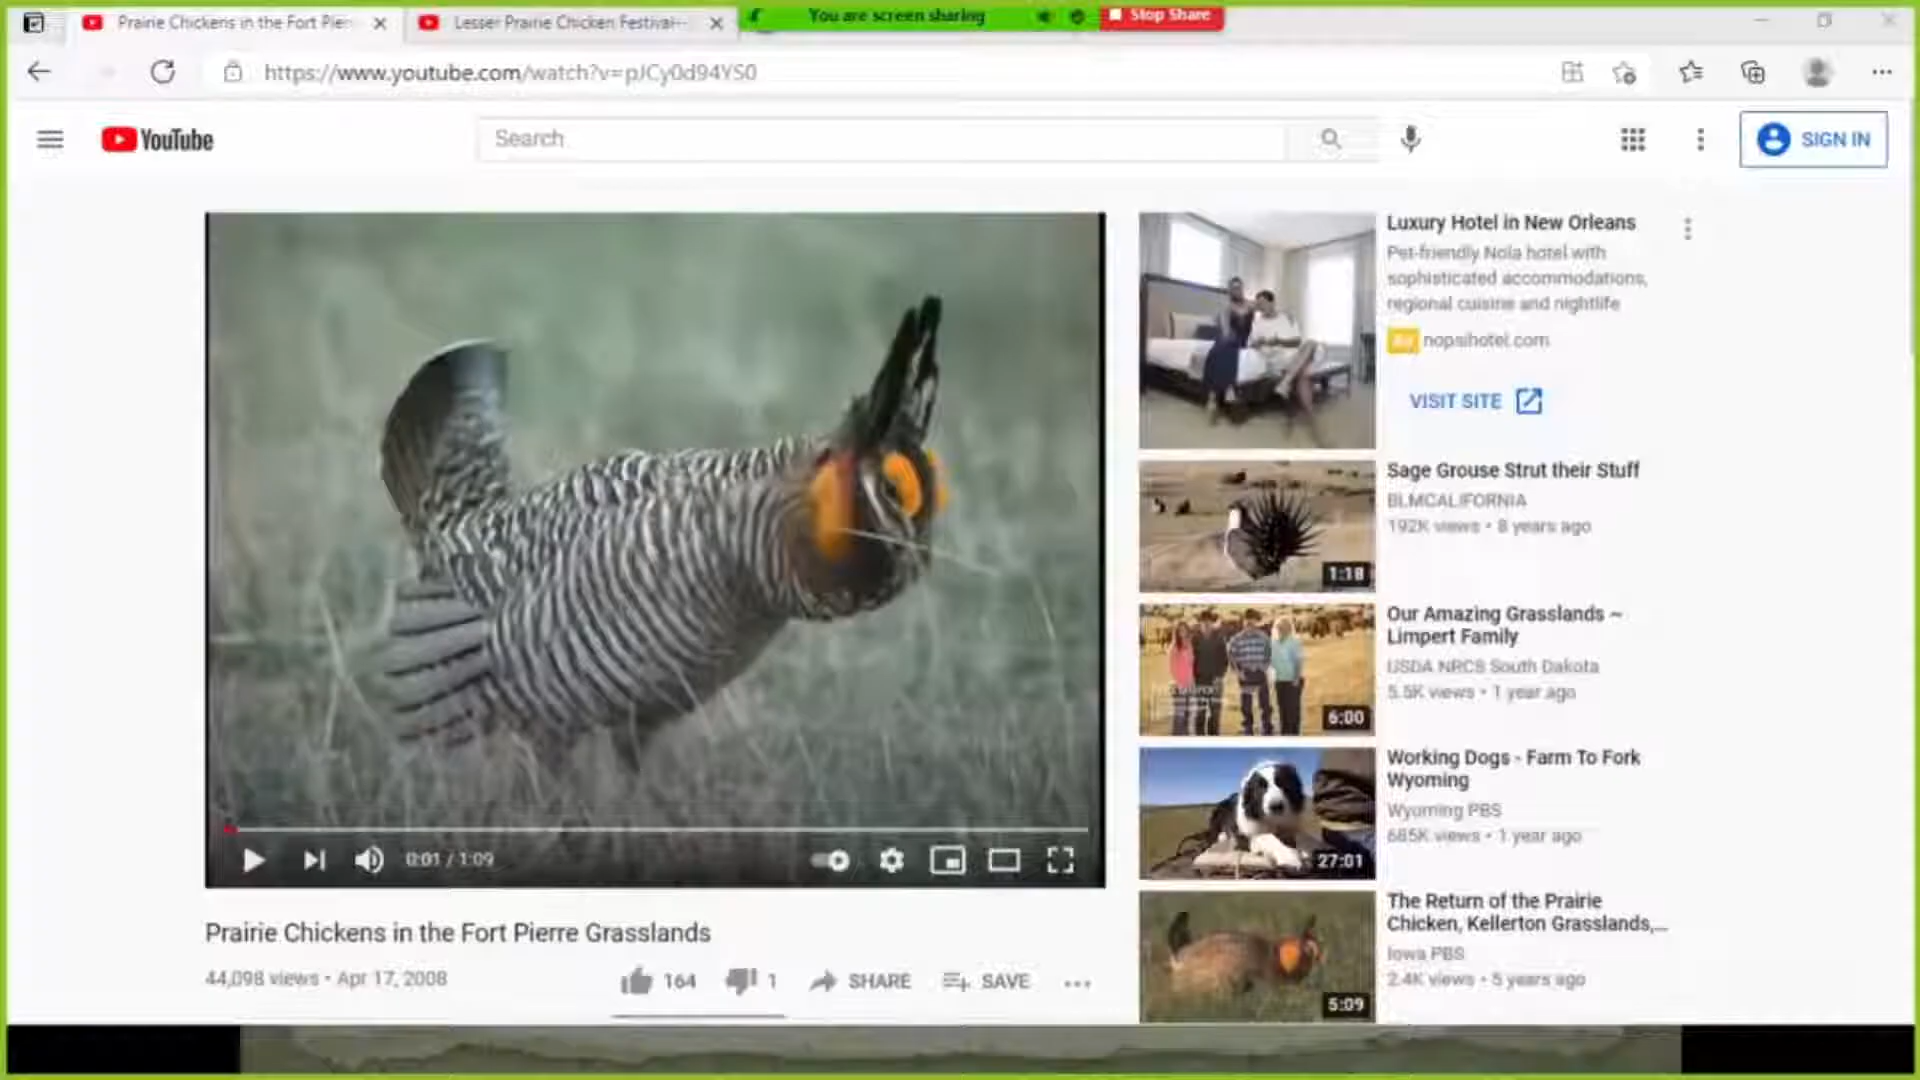 Prairie Chickens in the Fort Pier
Lesser Prairie Chicken Festival--
You are screen sharing
Stop Share
https://www.youtube.com/watch?v=pJCy0d94YS0
YouTube
Search
SIGN IN
Luxury Hotel in New Orleans
Pet-friendly Nola hotel with
sophisticated accommodations,
regional cuisine and nightlife
Ad nopsihotel.com
VISIT SITE
Sage Grouse Strut their Stuff
BLMCALIFORNIA
192K views • 8 years ago
1:18
Our Amazing Grasslands ~
Limpert Family
USDA NRCS South Dakota
5.5K views • 1 year ago
6:00
Working Dogs - Farm To Fork
Wyoming
Wyoming PBS
685K views • 1 year ago
27:01
The Return of the Prairie
Chicken, Kellerton Grasslands,...
Iowa PBS
2.4K views • 5 years ago
5:09
0:01 / 1:09
Prairie Chickens in the Fort Pierre Grasslands
44,098 views • Apr 17, 2008
164
1
SHARE
SAVE